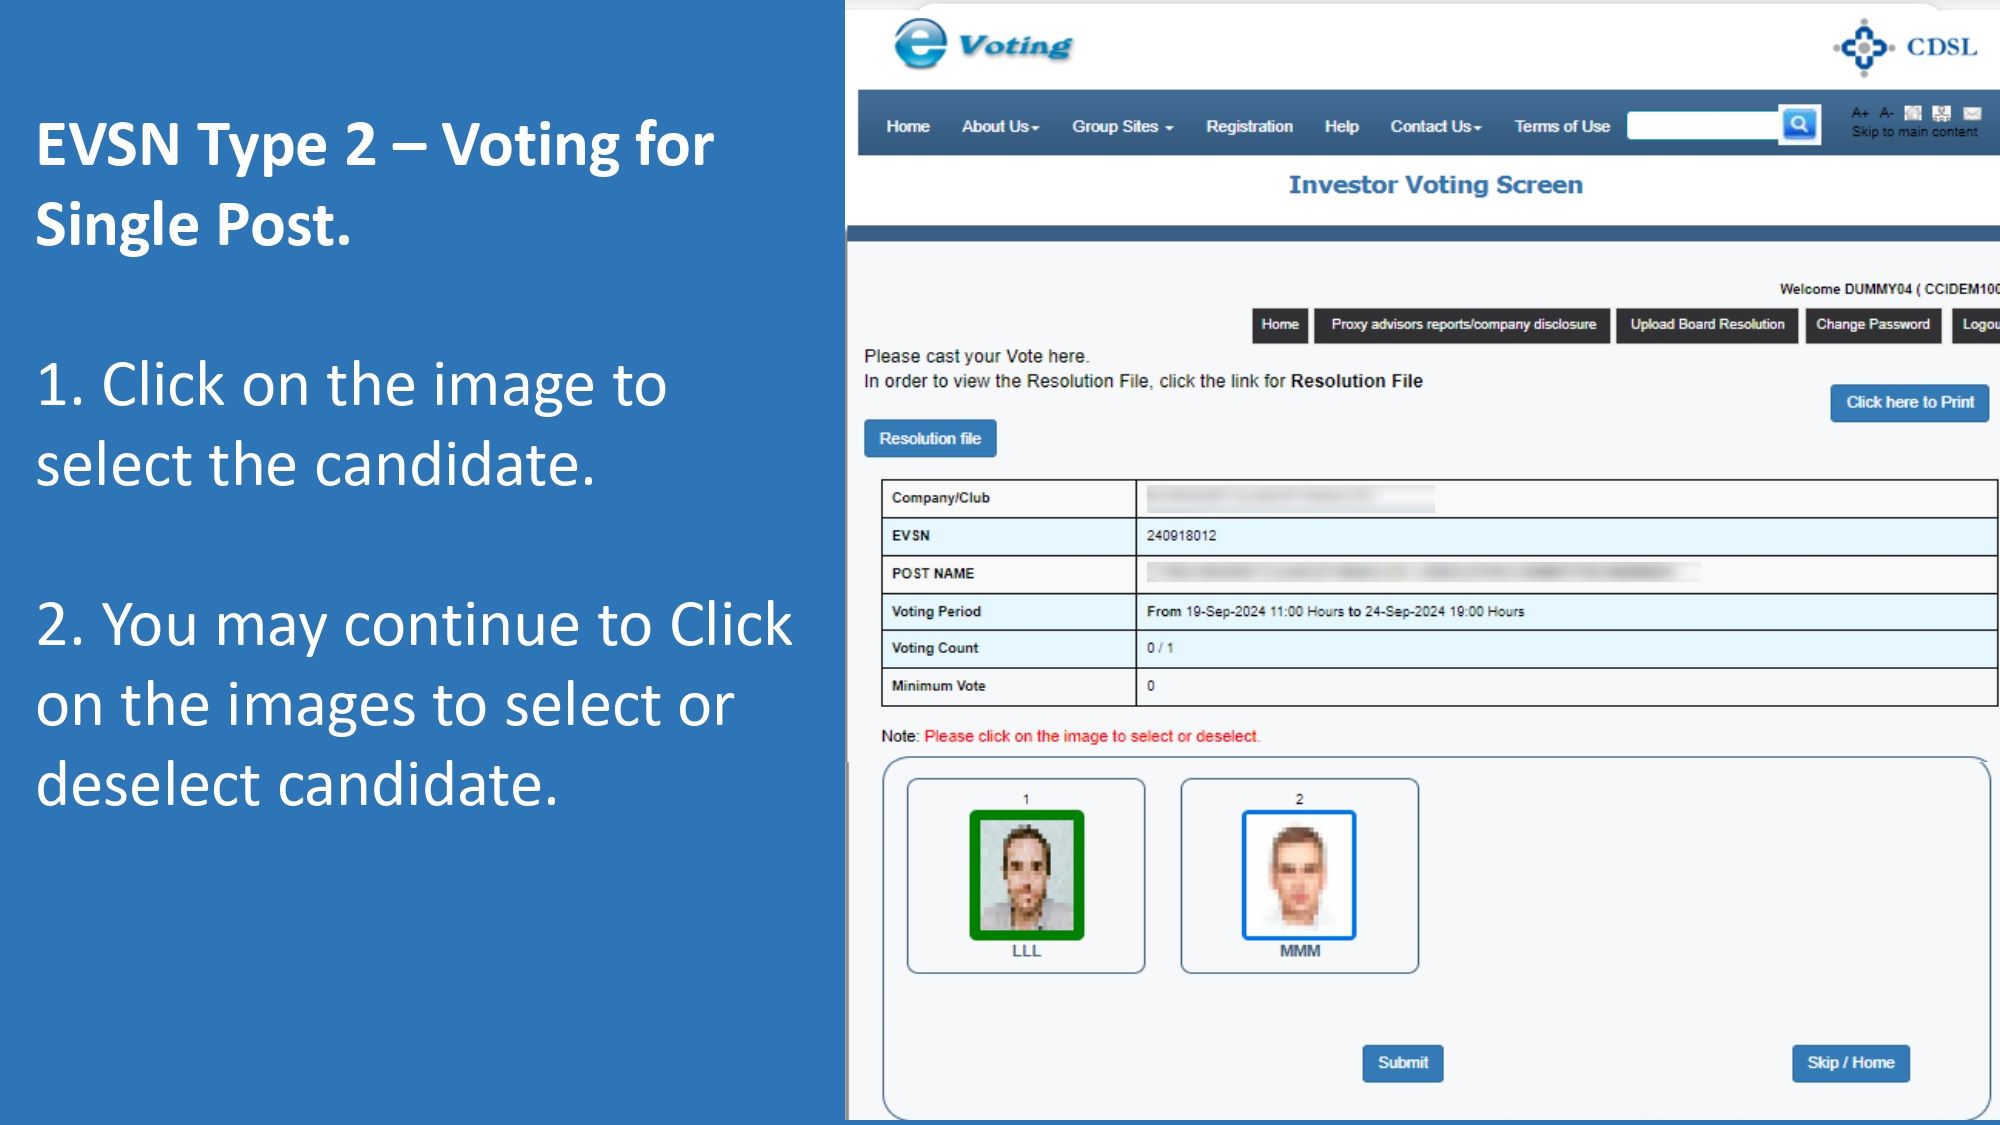 EVSN Type 2 – Voting for
Single Post.
1. Click on the image to
select the candidate.
2. You may continue to Click
on the images to select or
deselect candidate.
e Voting
CDSL
Home About Us Group Sites Registration Help Contact Us Terms of Use
A+ A-
Skip to main content
Investor Voting Screen
Welcome DUMMY04 ( CCIDEM100
Home Proxy advisors reports/company disclosure Upload Board Resolution Change Password Logou
Please cast your Vote here.
In order to view the Resolution File, click the link for Resolution File
Click here to Print
Resolution file
Company/Club
EVSN 240918012
POST NAME
Voting Period From 19-Sep-2024 11:00 Hours to 24-Sep-2024 19:00 Hours
Voting Count 0 / 1
Minimum Vote 0
Note: Please click on the image to select or deselect.
1 2
LLL MMM
Submit Skip / Home